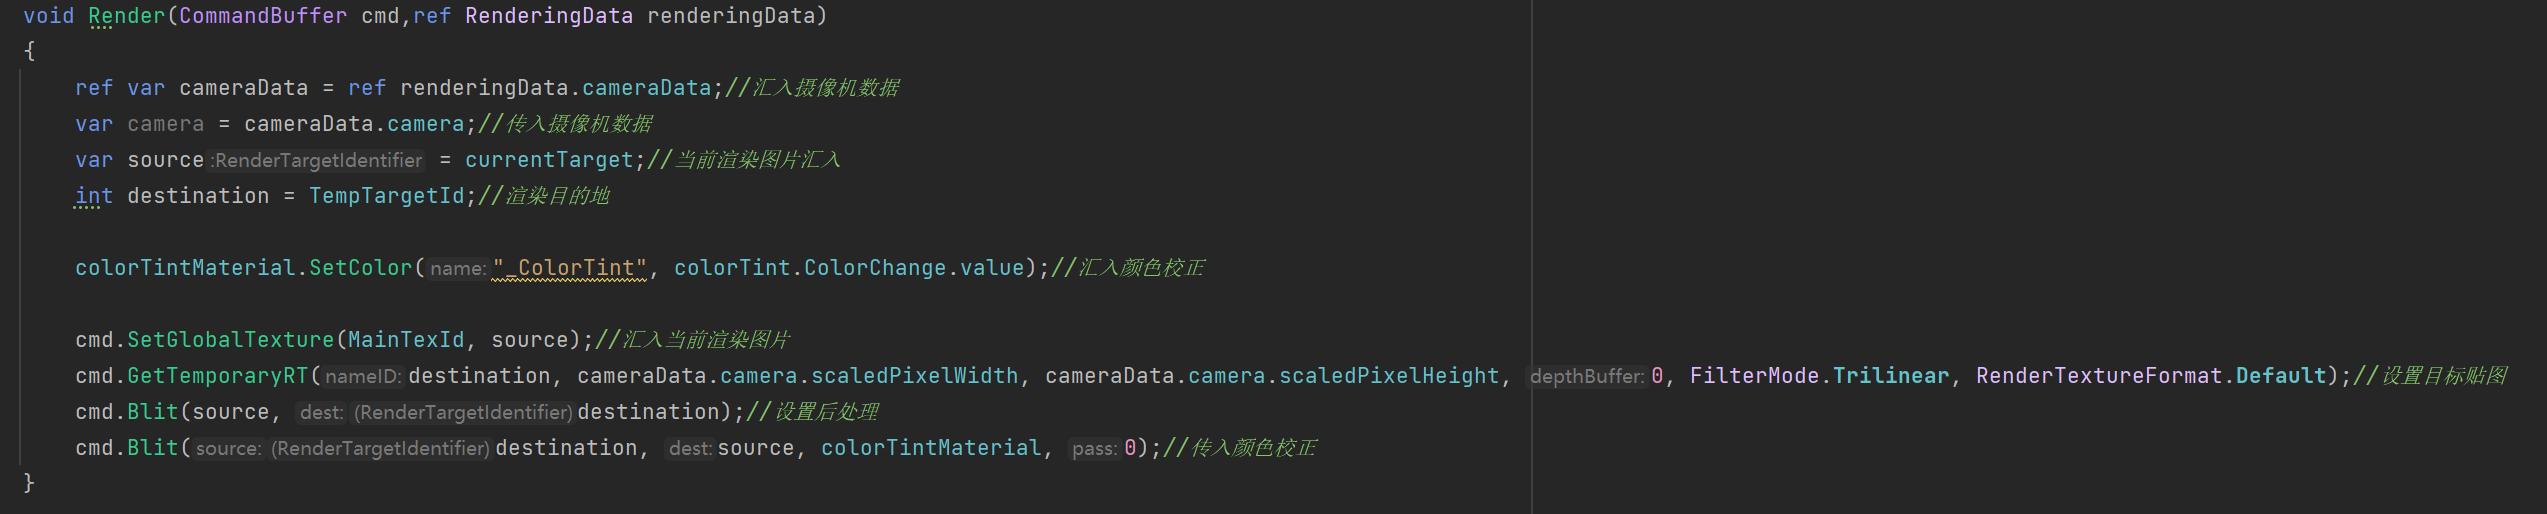 void Render(CommandBuffer cmd,ref RenderingData renderingData)
{
ref var cameraData = ref renderingData.cameraData;//汇入摄像机数据
var camera = cameraData.camera;//传入摄像机数据
var source :RenderTargetIdentifier = currentTarget;//当前渲染图片汇入
int destination = TempTargetId;//渲染目的地
colorTintMaterial.SetColor( name: "_ColorTint", colorTint.ColorChange.value);//汇入颜色校正
cmd.SetGlobalTexture(MainTexId, source);//汇入当前渲染图片
cmd.GetTemporaryRT( nameID: destination, cameraData.camera.scaledPixelWidth, cameraData.camera.scaledPixelHeight, depthBuffer: 0, FilterMode.Trilinear, RenderTextureFormat.Default);//设置目标贴图
cmd.Blit(source, dest: (RenderTargetIdentifier) destination);//设置后处理
cmd.Blit( source: (RenderTargetIdentifier) destination, dest: source, colorTintMaterial, pass: 0);//传入颜色校正
}